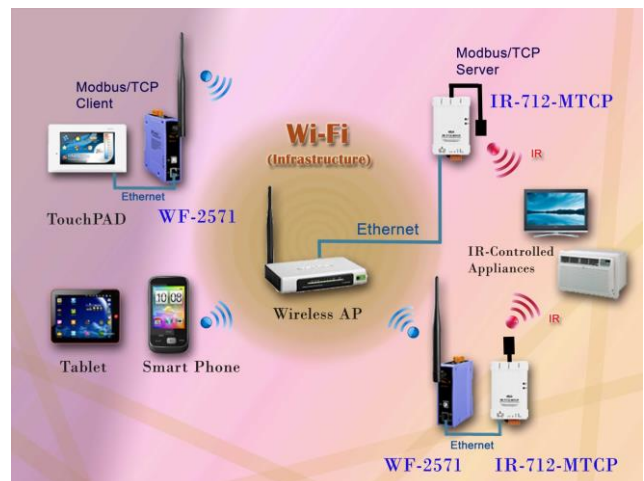 Modbus/TCP
Client
Ethernet
TouchPAD
WF-2571
Wi-Fi
(Infrastructure)
Modbus/TCP
Server
IR-712-MTCP
IR
Ethernet
Wireless AP
IR-Controlled
Appliances
Tablet
Smart Phone
IR
Ethernet
WF-2571
IR-712-MTCP